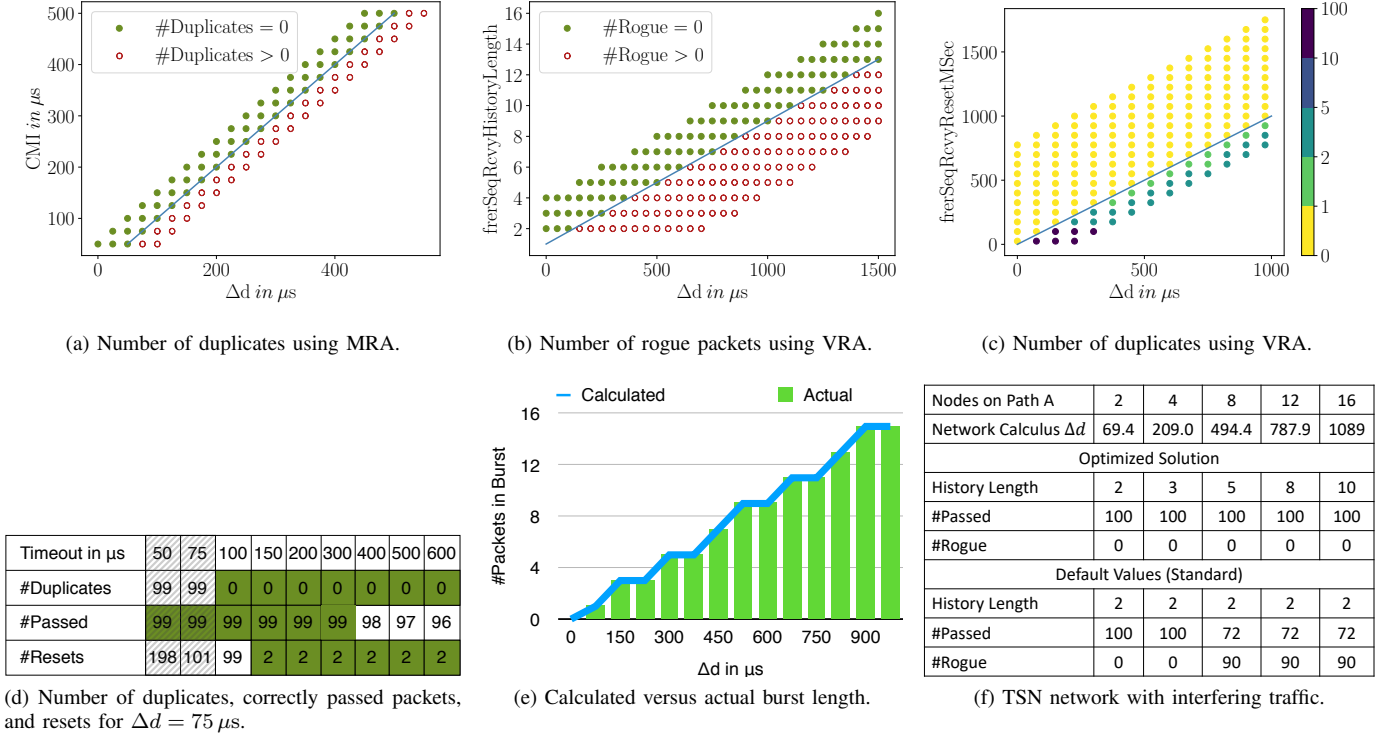 500
400
300
200
100
CMI in µs
#Duplicates = 0
#Duplicates > 0
0
200
400
Δd in µs
(a) Number of duplicates using MRA.
16
14
12
10
8
6
4
2
frerSeqRcvyHistoryLength
#Rogue = 0
#Rogue > 0
0
500
1000
1500
Δd in µs
(b) Number of rogue packets using VRA.
1500
1000
500
0
frerSeqRcvyResetMSec
0
500
1000
Δd in µs
100
10
5
2
1
0
(c) Number of duplicates using VRA.
Timeout in µs 50 75 100 150 200 300 400 500 600
#Duplicates 99 99 0 0 0 0 0 0 0
#Passed 99 99 99 99 99 99 98 97 96
#Resets 198 101 99 2 2 2 2 2 2
(d) Number of duplicates, correctly passed packets,
and resets for Δd = 75 µs.
Calculated
Actual
16
12
8
4
0
#Packets in Burst
0 150 300 450 600 750 900
Δd in µs
(e) Calculated versus actual burst length.
Nodes on Path A 2 4 8 12 16
Network Calculus Δd 69.4 209.0 494.4 787.9 1089
Optimized Solution
History Length 2 3 5 8 10
#Passed 100 100 100 100 100
#Rogue 0 0 0 0 0
Default Values (Standard)
History Length 2 2 2 2 2
#Passed 100 100 72 72 72
#Rogue 0 0 90 90 90
(f) TSN network with interfering traffic.